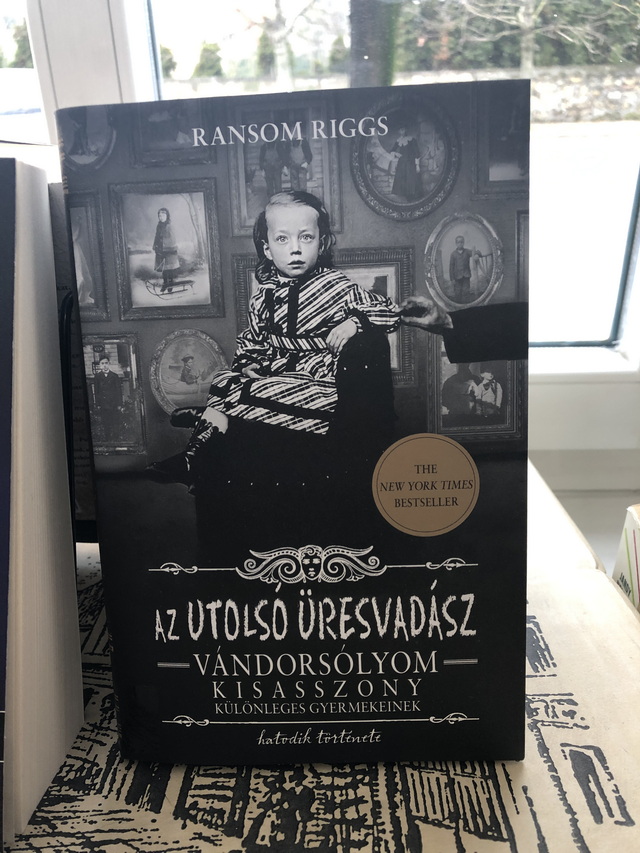 RANSOM RIGGS
THE
NEW YORK TIMES
BESTSELLER
AZ UTOLSÓ ÜRESVADÁSZ
VÁNDORSÓLYOM
KISASSZONY
KÜLÖNLEGES GYERMEKEINEK
hatodik története